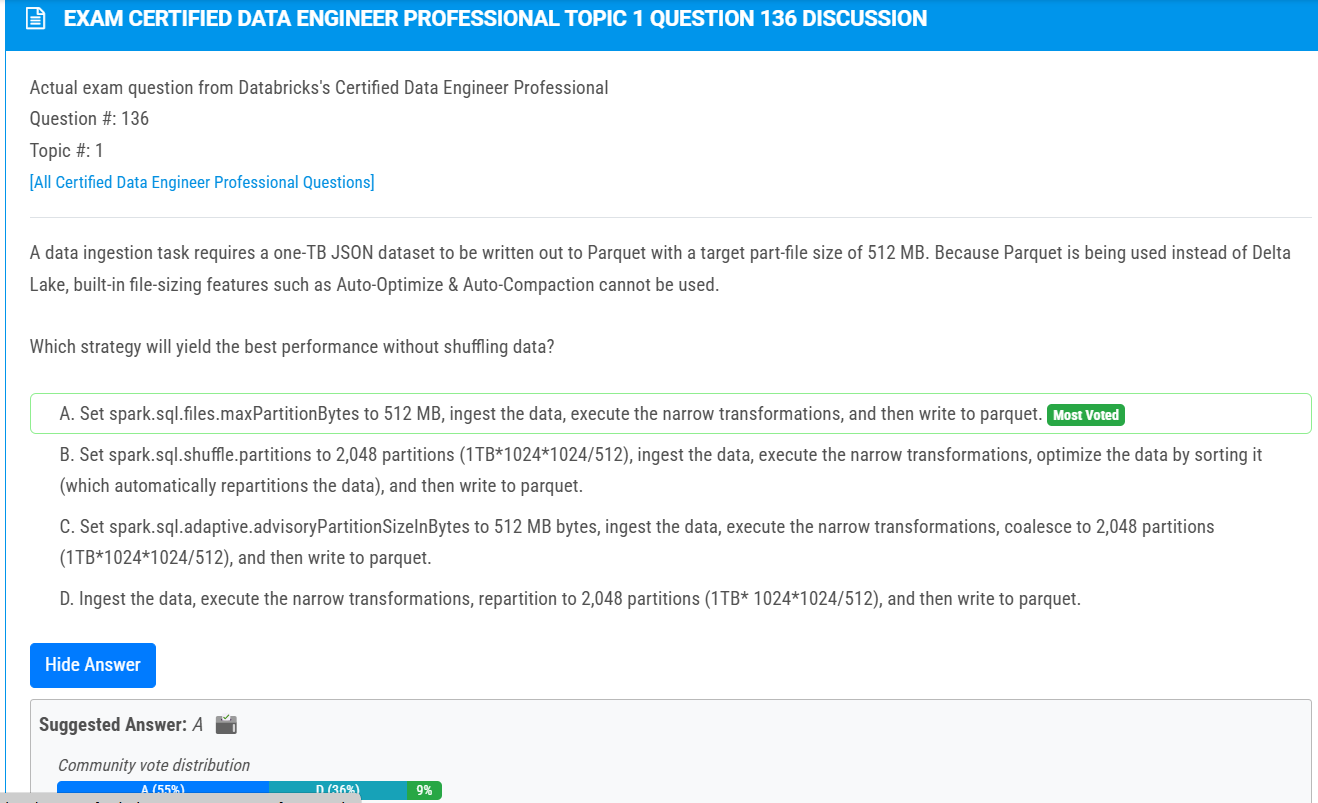 EXAM CERTIFIED DATA ENGINEER PROFESSIONAL TOPIC 1 QUESTION 136 DISCUSSION
Actual exam question from Databricks's Certified Data Engineer Professional
Question #: 136
Topic #: 1
[All Certified Data Engineer Professional Questions]
A data ingestion task requires a one-TB JSON dataset to be written out to Parquet with a target part-file size of 512 MB. Because Parquet is being used instead of Delta
Lake, built-in file-sizing features such as Auto-Optimize & Auto-Compaction cannot be used.
Which strategy will yield the best performance without shuffling data?
A. Set spark.sql.files.maxPartitionBytes to 512 MB, ingest the data, execute the narrow transformations, and then write to parquet. Most Voted
B. Set spark.sql.shuffle.partitions to 2,048 partitions (1TB*1024*1024/512), ingest the data, execute the narrow transformations, optimize the data by sorting it
(which automatically repartitions the data), and then write to parquet.
C. Set spark.sql.adaptive.advisoryPartitionSizeInBytes to 512 MB bytes, ingest the data, execute the narrow transformations, coalesce to 2,048 partitions
(1TB*1024*1024/512), and then write to parquet.
D. Ingest the data, execute the narrow transformations, repartition to 2,048 partitions (1TB* 1024*1024/512), and then write to parquet.
Hide Answer
Suggested Answer: A
Community vote distribution
A (55%) D (36%) 9%